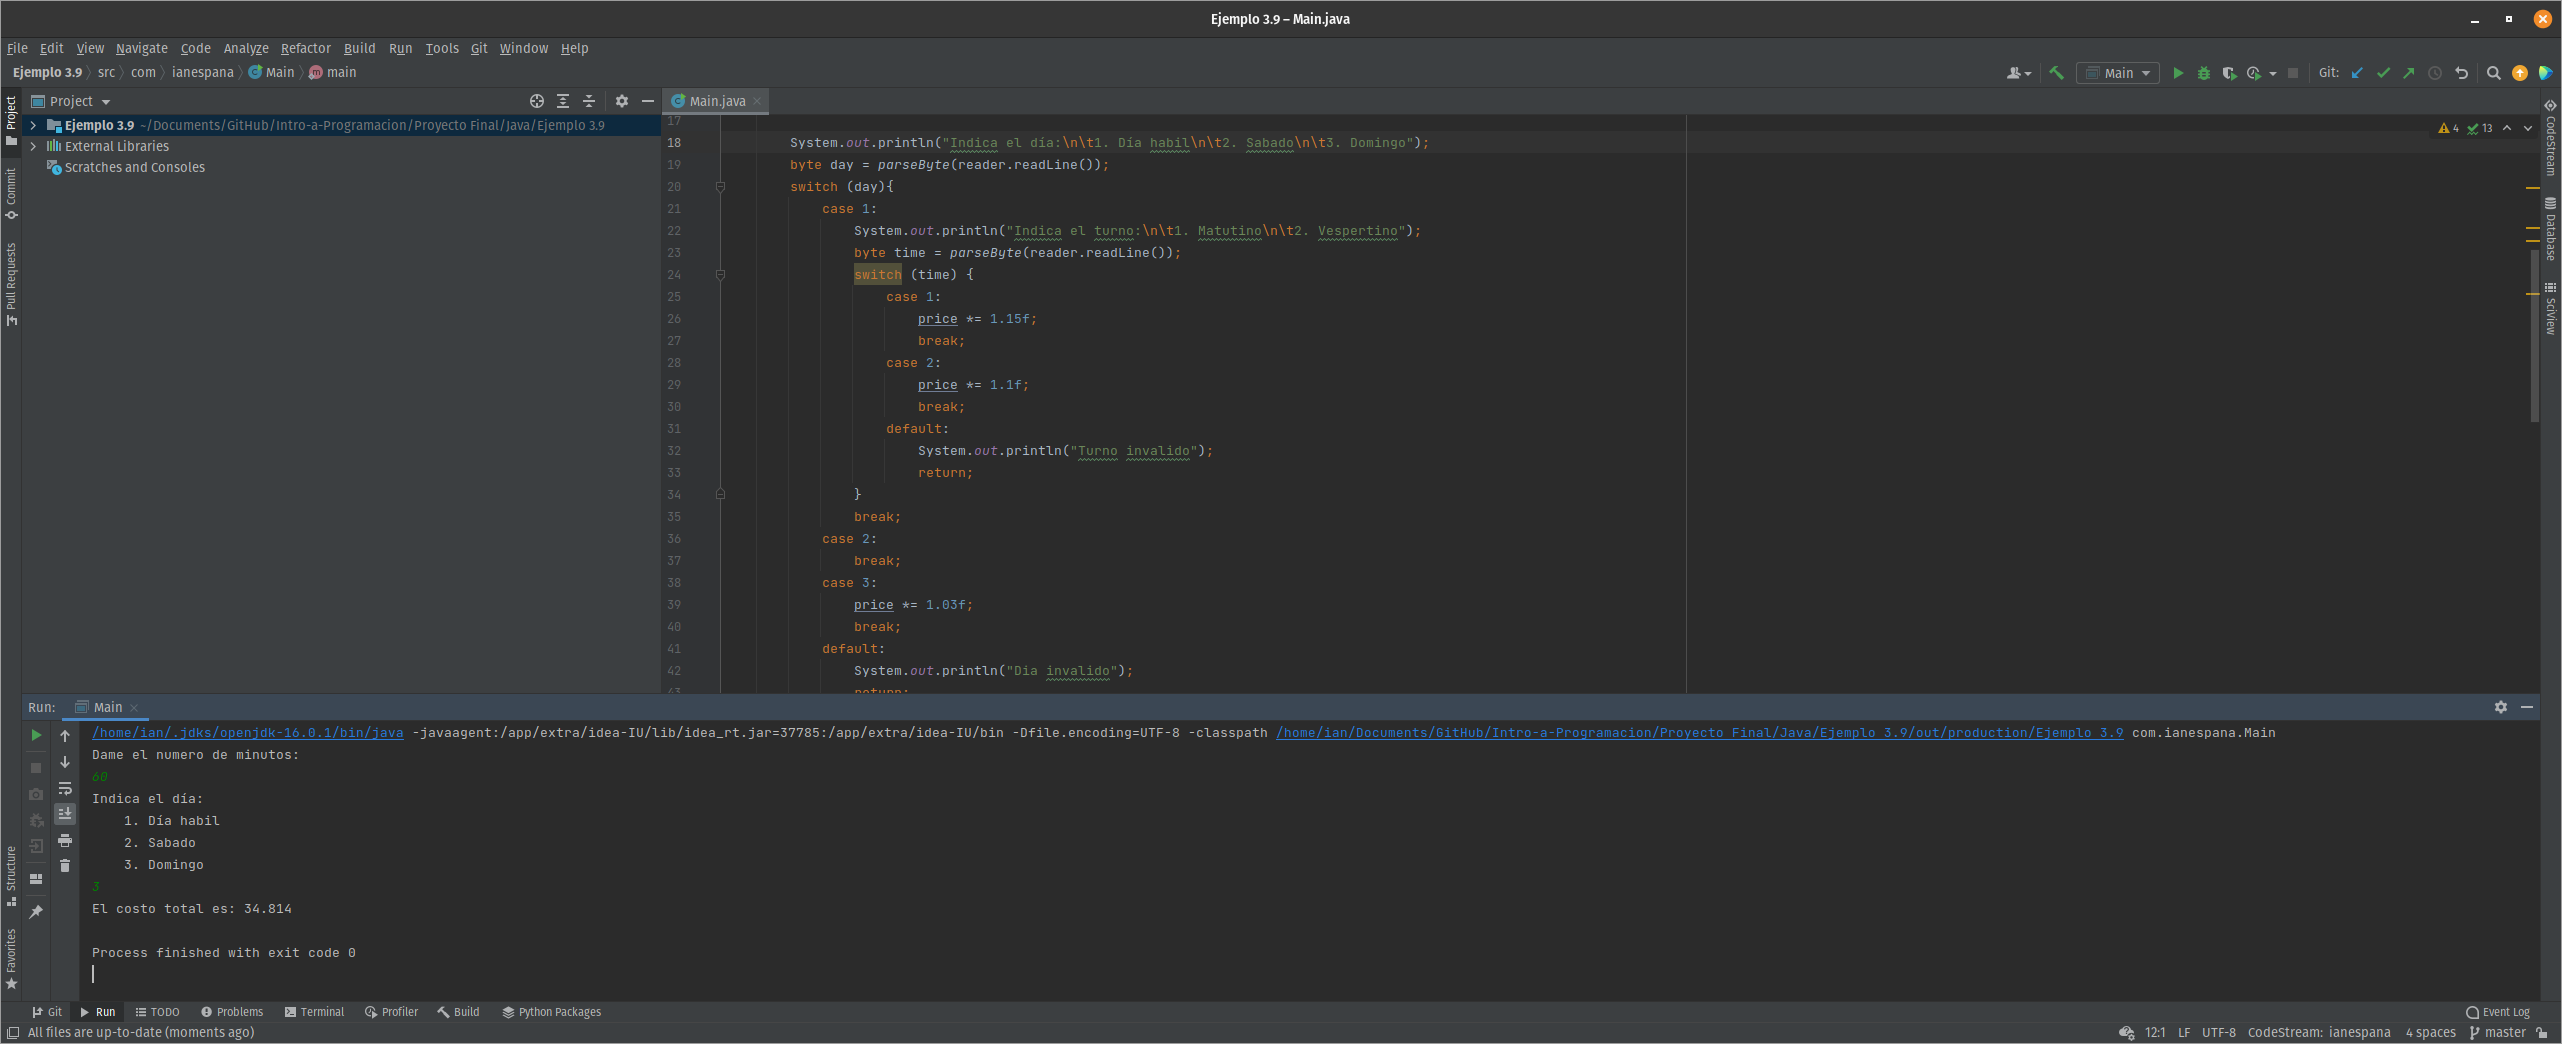 Ejemplo 3.9 – Main.java
File Edit View Navigate Code Analyze Refactor Build Run Tools Git Window Help
Ejemplo 3.9 src com ianespana Main main
Main Git:
Project
Main.java
Ejemplo 3.9 ~/Documents/GitHub/Intro-a-Programacion/Proyecto Final/Java/Ejemplo 3.9
External Libraries
Scratches and Consoles
Project
Commit
Pull Requests
Structure
Favorites
4 13
17
18 System.out.println("Indica el día:\n\t1. Día habil\n\t2. Sabado\n\t3. Domingo");
19 byte day = parseByte(reader.readLine());
20 switch (day){
21 case 1:
22 System.out.println("Indica el turno:\n\t1. Matutino\n\t2. Vespertino");
23 byte time = parseByte(reader.readLine());
24 switch (time) {
25 case 1:
26 price *= 1.15f;
27 break;
28 case 2:
29 price *= 1.1f;
30 break;
31 default:
32 System.out.println("Turno invalido");
33 return;
34 }
35 break;
36 case 2:
37 break;
38 case 3:
39 price *= 1.03f;
40 break;
41 default:
42 System.out.println("Dia invalido");
43 return;
CodeStream
Database
SciView
Run: Main
/home/ian/.jdks/openjdk-16.0.1/bin/java -javaagent:/app/extra/idea-IU/lib/idea_rt.jar=37785:/app/extra/idea-IU/bin -Dfile.encoding=UTF-8 -classpath /home/ian/Documents/GitHub/Intro-a-Programacion/Proyecto Final/Java/Ejemplo 3.9/out/production/Ejemplo 3.9 com.ianespana.Main
Dame el numero de minutos:
60
Indica el día:
1. Día habil
2. Sabado
3. Domingo
3
El costo total es: 34.814
Process finished with exit code 0
Git Run TODO Problems Terminal Profiler Build Python Packages Event Log
All files are up-to-date (moments ago) 12:1 LF UTF-8 CodeStream: ianespana 4 spaces master